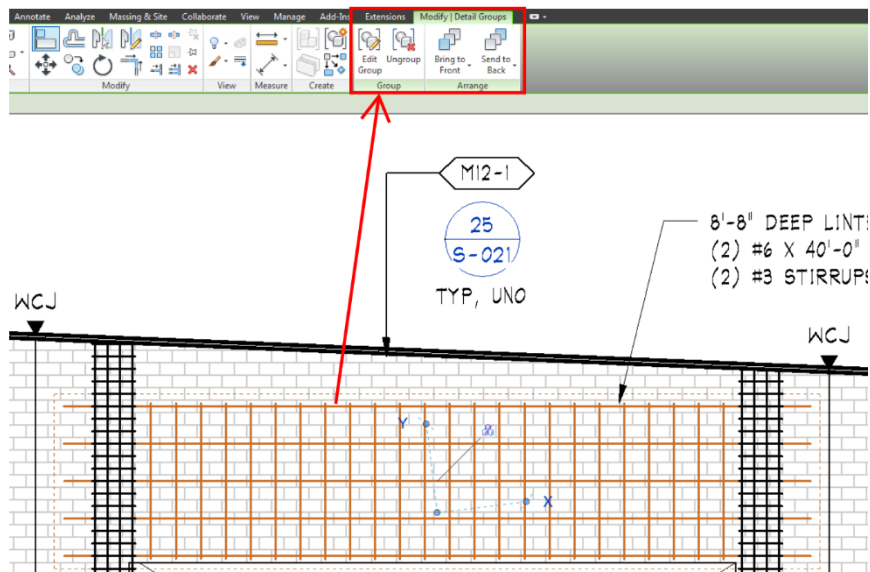 Annotate Analyze Massing & Site Collaborate View Manage Add-Ins Extensions Modify | Detail Groups
Edit Group
Ungroup
Bring to Front
Send to Back
Modify View Measure Create Group Arrange
M12-1
25
S-021
TYP, UNO
8'-8" DEEP LINTE
(2) #6 X 40'-0"
(2) #3 STIRRUPS
WCJ
WCJ
Y
X